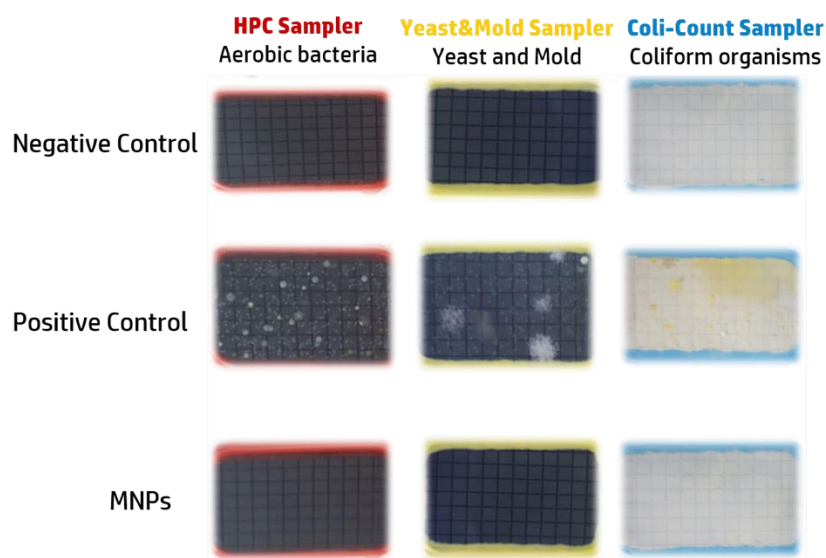 HPC Sampler Yeast&Mold Sampler Coli-Count Sampler
Aerobic bacteria Yeast and Mold Coliform organisms
Negative Control
Positive Control
MNPs